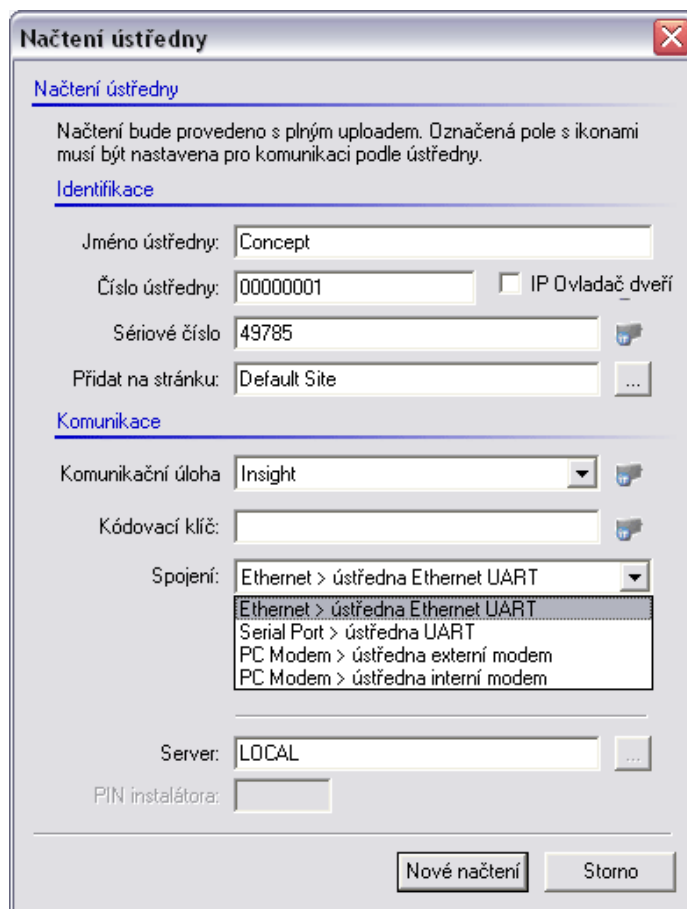 Načtení ústředny
Načtení ústředny
Načtení bude provedeno s plným uploadem. Označená pole s ikonami
musí být nastavena pro komunikaci podle ústředny.
Identifikace
Jméno ústředny: Concept
Číslo ústředny: 00000001 IP Ovladač dveří
Sériové číslo 49785
Přidat na stránku: Default Site ...
Komunikace
Komunikační úloha Insight
Kódovací klíč:
Spojení: Ethernet > ústředna Ethernet UART
Ethernet > ústředna Ethernet UART
Serial Port > ústředna UART
PC Modem > ústředna externí modem
PC Modem > ústředna interní modem
Server: LOCAL ...
PIN instalátora:
Nové načtení Storno